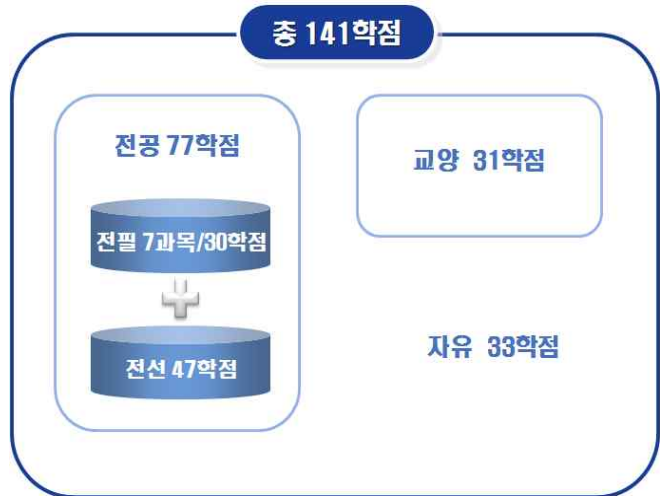 총 141학점
전공 77학점
전필 7과목/30학점
전선 47학점
교양 31학점
자유 33학점